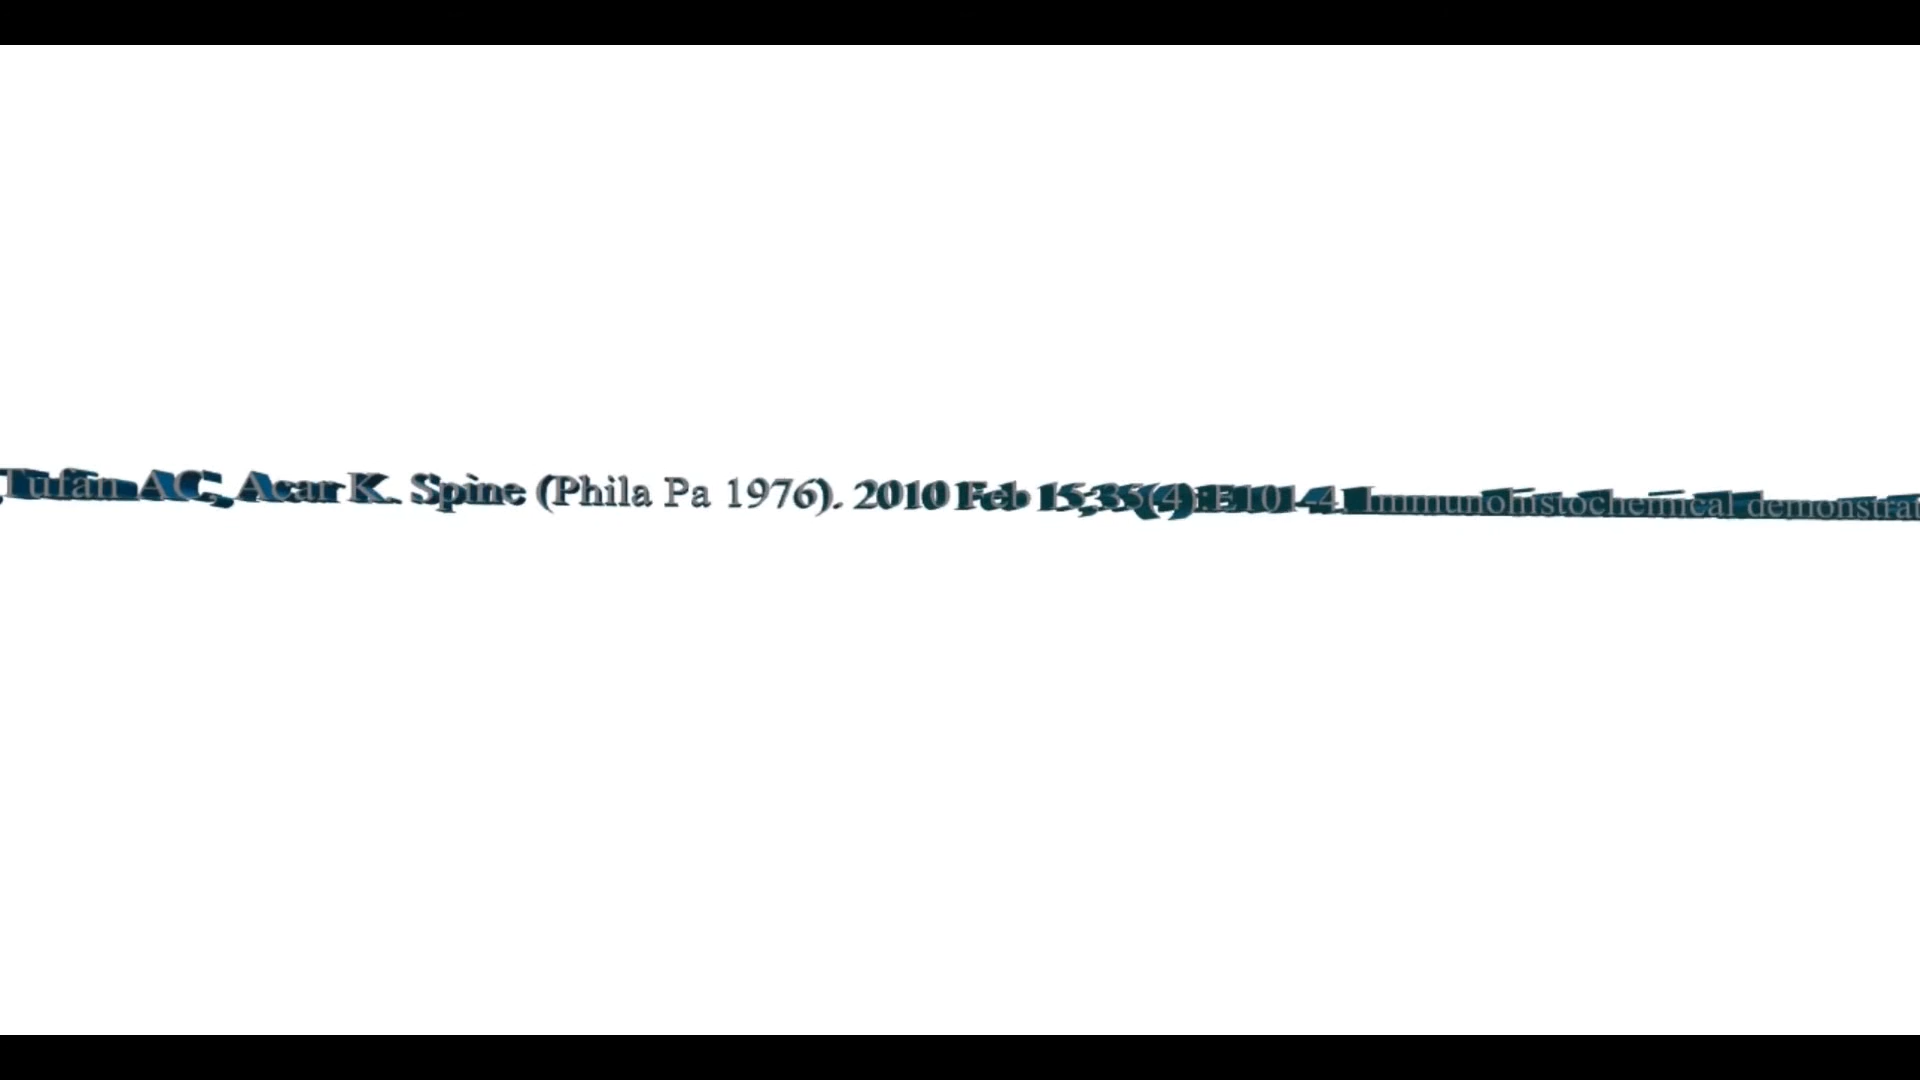 Tufan AC, Acar K. Spine (Phila Pa 1976). 2010 Feb 15;35(4):E101-4. Immunohistochemical demonstrat